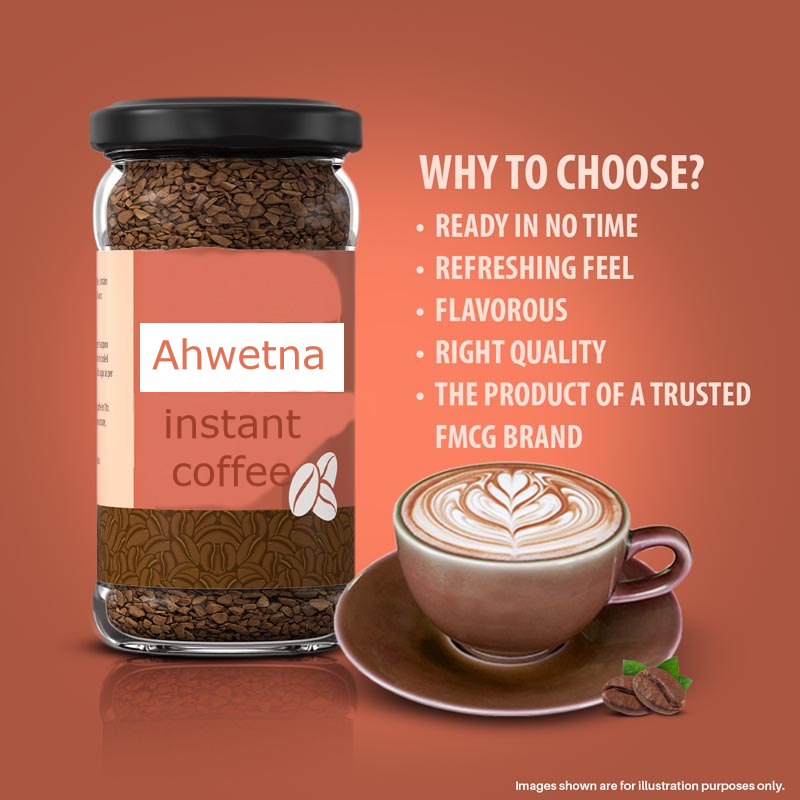 Ahwetna
instant
coffee
WHY TO CHOOSE?
• READY IN NO TIME
• REFRESHING FEEL
• FLAVOROUS
• RIGHT QUALITY
• THE PRODUCT OF A TRUSTED
FMCG BRAND
Images shown are for illustration purposes only.